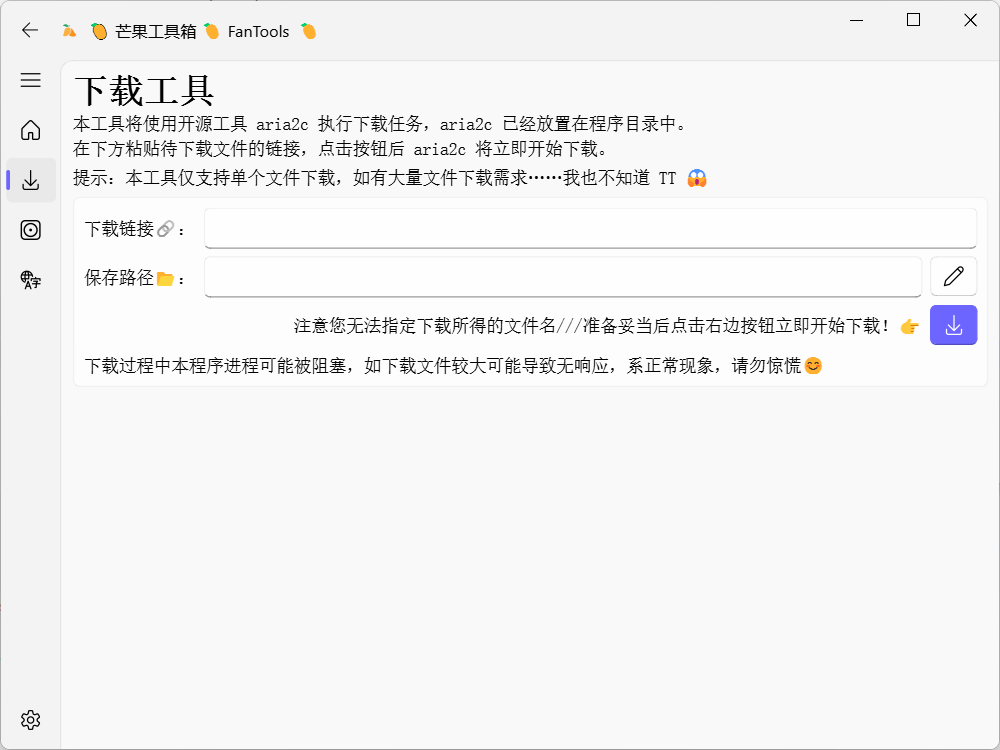 芒果工具箱 FanTools
下载工具
本工具将使用开源工具 aria2c 执行下载任务，aria2c 已经放置在程序目录中。
在下方粘贴待下载文件的链接，点击按钮后 aria2c 将立即开始下载。
提示：本工具仅支持单个文件下载，如有大量文件下载需求……我也不知道 TT 😱
下载链接🔗：
保存路径📁：
注意您无法指定下载所得的文件名///准备妥当后点击右边按钮立即开始下载！👉
下载过程中本程序进程可能被阻塞，如下载文件较大可能导致无响应，系正常现象，请勿惊慌😊